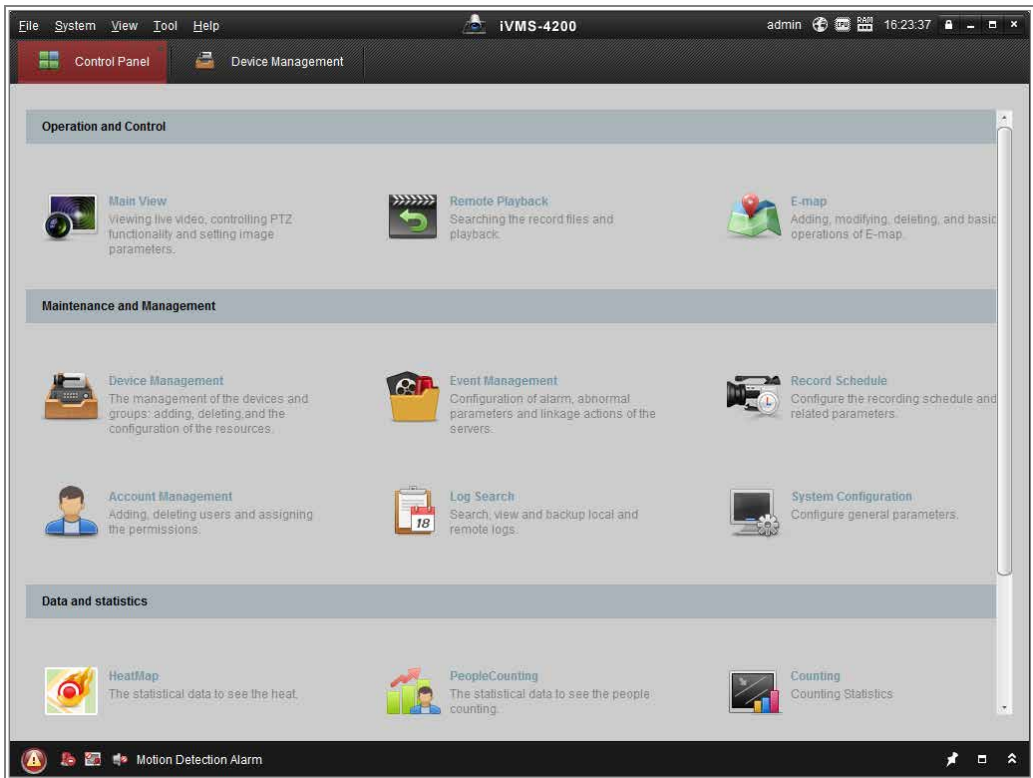 File System View Tool Help iVMS-4200 admin CPU RAM 16:23:37
Control Panel Device Management
Operation and Control
Main View
Viewing live video, controlling PTZ
functionality and setting image
parameters.
Remote Playback
Searching the record files and
playback.
E-map
Adding, modifying, deleting, and basic
operations of E-map.
Maintenance and Management
Device Management
The management of the devices and
groups: adding, deleting,and the
configuration of the resources.
Event Management
Configuration of alarm, abnormal
parameters and linkage actions of the
servers.
Record Schedule
Configure the recording schedule and
related parameters.
Account Management
Adding, deleting users and assigning
the permissions.
18
Log Search
Search, view and backup local and
remote logs.
System Configuration
Configure general parameters.
Data and statistics
HeatMap
The statistical data to see the heat.
PeopleCounting
The statistical data to see the people
counting.
Counting
Counting Statistics
Motion Detection Alarm